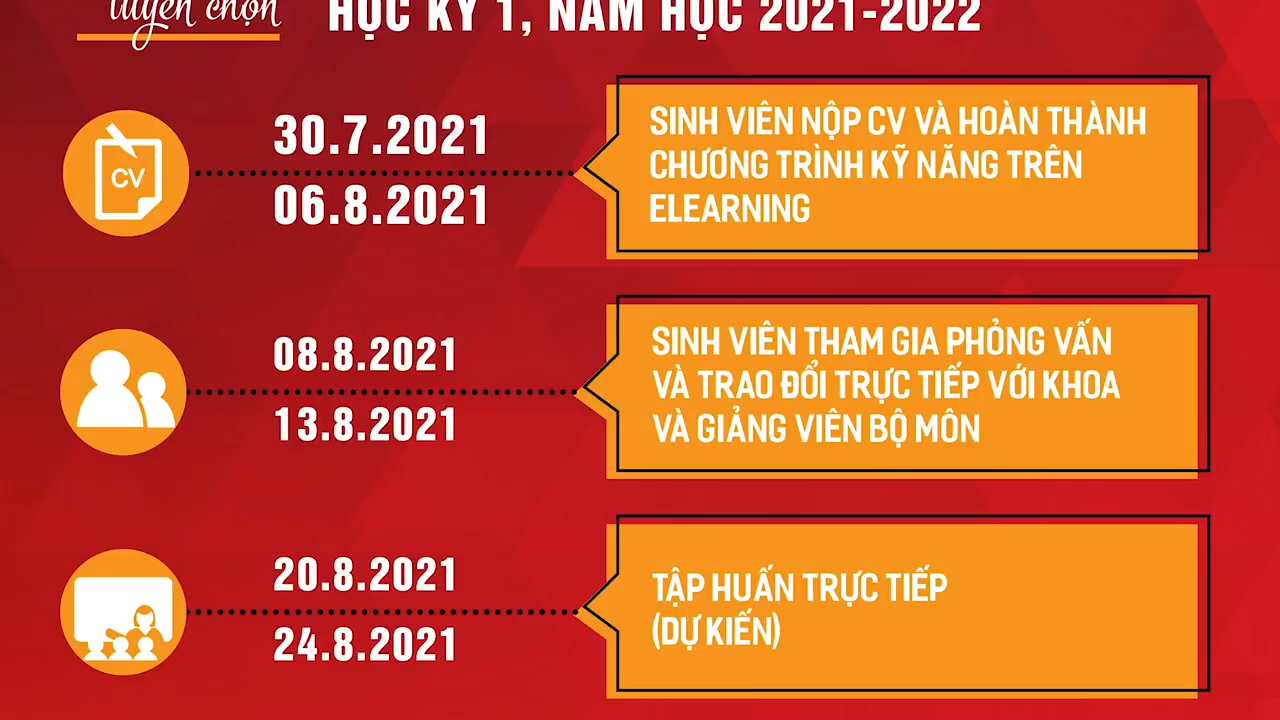 tuyển chọn HỌC KỲ 1, NĂM HỌC 2021-2022
CV
30.7.2021
06.8.2021
SINH VIÊN NỘP CV VÀ HOÀN THÀNH
CHƯƠNG TRÌNH KỸ NĂNG TRÊN
ELEARNING
08.8.2021
13.8.2021
SINH VIÊN THAM GIA PHỎNG VẤN
VÀ TRAO ĐỔI TRỰC TIẾP VỚI KHOA
VÀ GIẢNG VIÊN BỘ MÔN
20.8.2021
24.8.2021
TẬP HUẤN TRỰC TIẾP
(DỰ KIẾN)